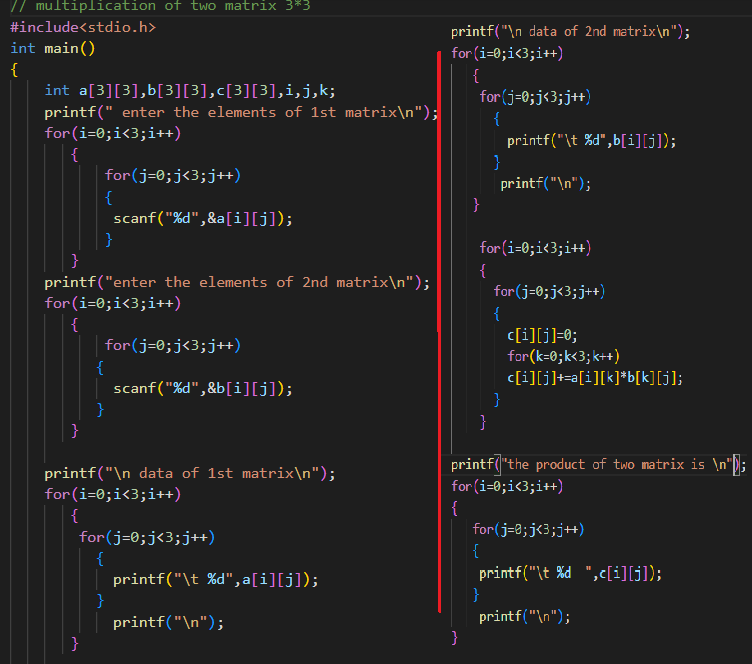 // multiplication of two matrix 3*3
#include<stdio.h>
int main()
{
    int a[3][3],b[3][3],c[3][3],i,j,k;
    printf(" enter the elements of 1st matrix\n");
    for(i=0;i<3;i++)
       {
           for(j=0;j<3;j++)
           {
            scanf("%d",&a[i][j]);
           }
       }
    printf("enter the elements of 2nd matrix\n");
    for(i=0;i<3;i++)
       {
           for(j=0;j<3;j++)
          {
            scanf("%d",&b[i][j]);
          }
       }
    printf("\n data of 1st matrix\n");
    for(i=0;i<3;i++)
       {
        for(j=0;j<3;j++)
          {
            printf("\t %d",a[i][j]);
          }
            printf("\n");
       }
printf("\n data of 2nd matrix\n");
for(i=0;i<3;i++)
   {
    for(j=0;j<3;j++)
      {
        printf("\t %d",b[i][j]);
      }
       printf("\n");
   }
    for(i=0;i<3;i++)
    {
      for(j=0;j<3;j++)
      {
        c[i][j]=0;
        for(k=0;k<3;k++)
        c[i][j]+=a[i][k]*b[k][j];
      }
    }
printf("the product of two matrix is \n");
for(i=0;i<3;i++)
{
   for(j=0;j<3;j++)
   {
    printf("\t %d  ",c[i][j]);
   }
    printf("\n");
}